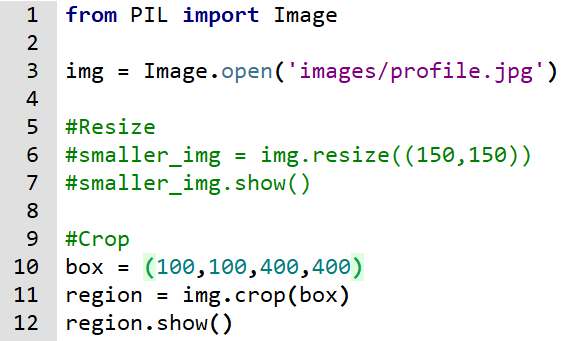 1 from PIL import Image
2
3 img = Image.open('images/profile.jpg')
4
5 #Resize
6 #smaller_img = img.resize((150,150))
7 #smaller_img.show()
8
9 #Crop
10 box = (100,100,400,400)
11 region = img.crop(box)
12 region.show()